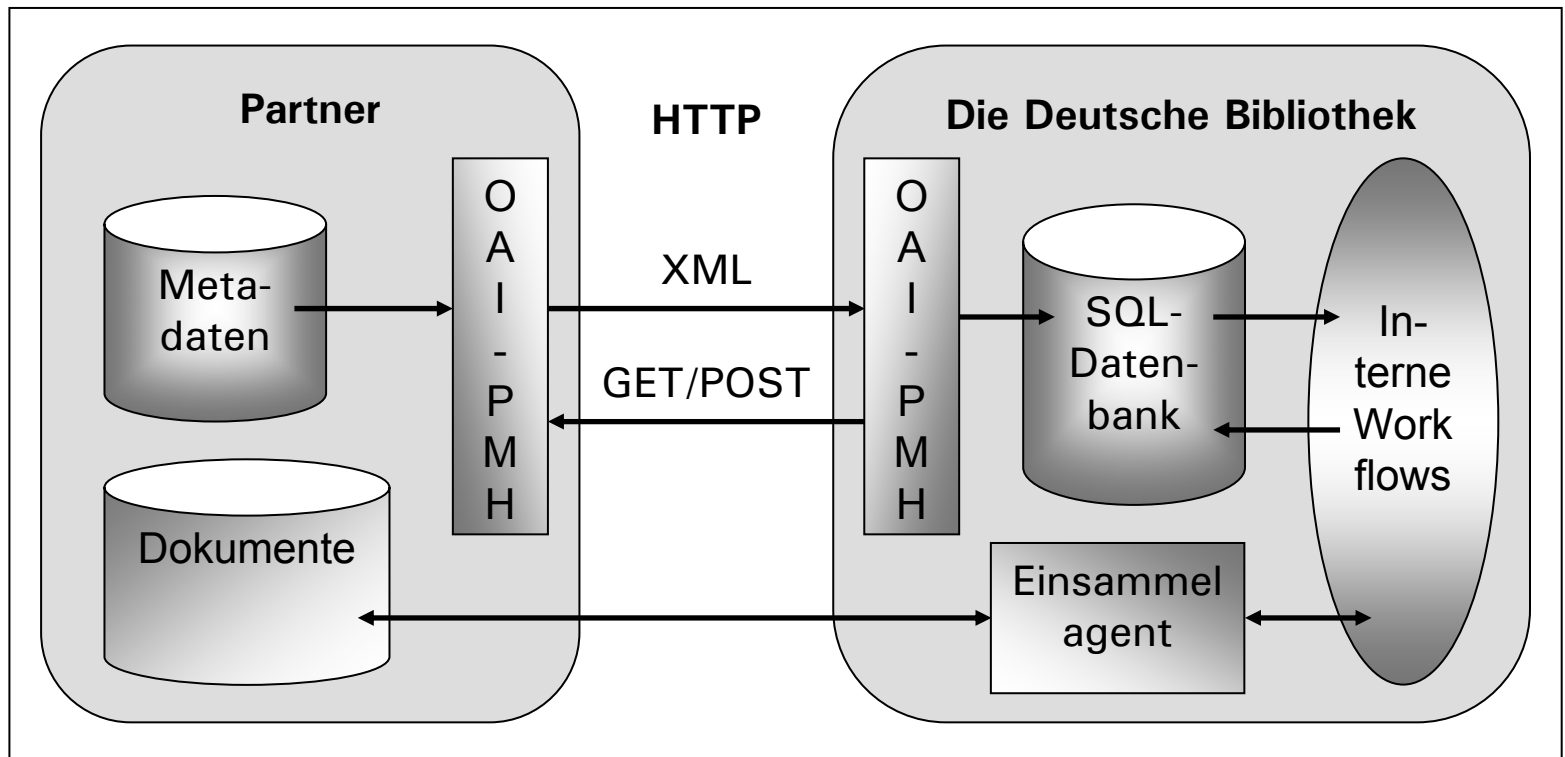 Partner
HTTP
Die Deutsche Bibliothek
Meta-
daten
Dokumente
O
A
I
-
P
M
H
XML
GET/POST
O
A
I
-
P
M
H
SQL-
Daten-
bank
Einsammel
agent
In-
terne
Work
flows